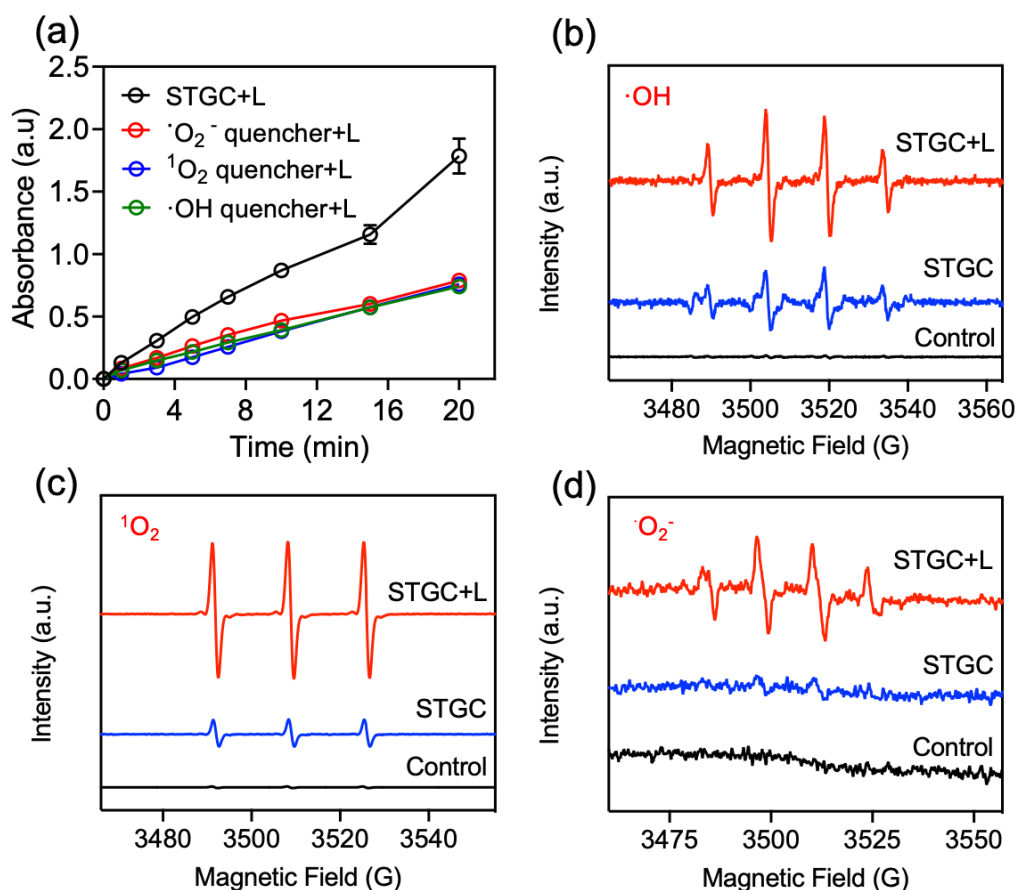 (a)
2.5
2.0
1.5
1.0
0.5
0.0
Absorbance (a.u)
STGC+L
·O₂⁻ quencher+L
¹O₂ quencher+L
·OH quencher+L
0 4 8 12 16 20
Time (min)
(b)
·OH
STGC+L
STGC
Control
Intensity (a.u.)
3480 3500 3520 3540 3560
Magnetic Field (G)
(c)
¹O₂
STGC+L
STGC
Control
Intensity (a.u.)
3480 3500 3520 3540
Magnetic Field (G)
(d)
·O₂⁻
STGC+L
STGC
Control
Intensity (a.u.)
3475 3500 3525 3550
Magnetic Field (G)